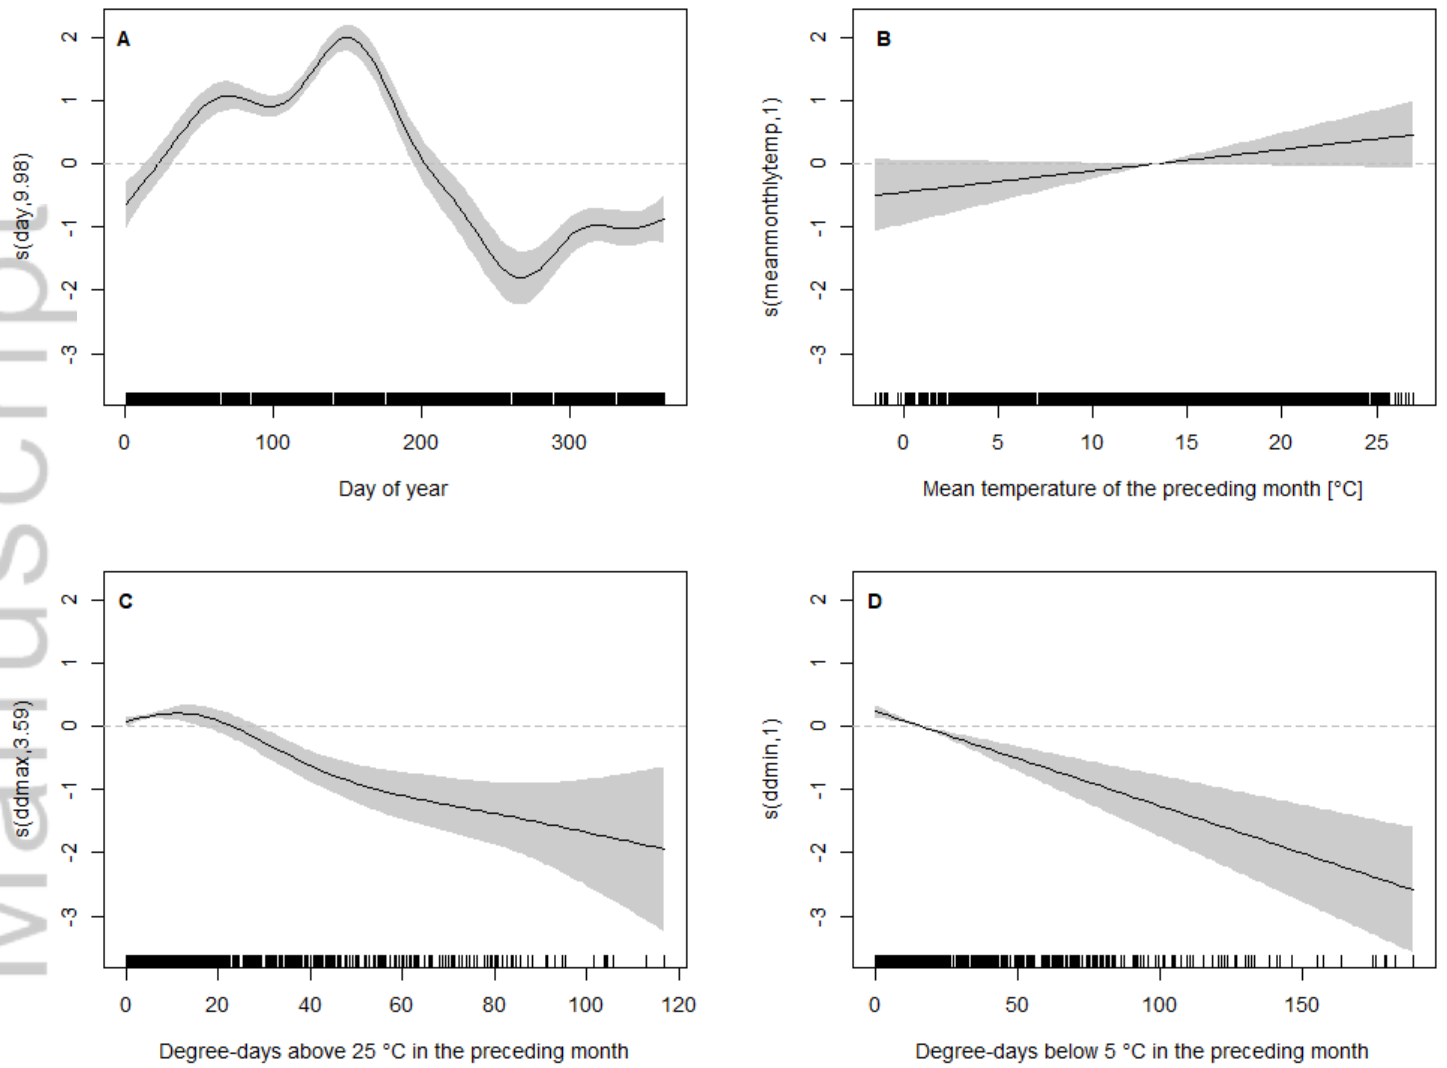 A
2
1
0
-1
-2
-3
s(day,9.98)
0 100 200 300
Day of year
B
2
1
0
-1
-2
-3
s(meanmonthlytemp,1)
0 5 10 15 20 25
Mean temperature of the preceding month [°C]
C
2
1
0
-1
-2
-3
s(ddmax,3.59)
0 20 40 60 80 100 120
Degree-days above 25 °C in the preceding month
D
2
1
0
-1
-2
-3
s(ddmin,1)
0 50 100 150
Degree-days below 5 °C in the preceding month
Manuscript